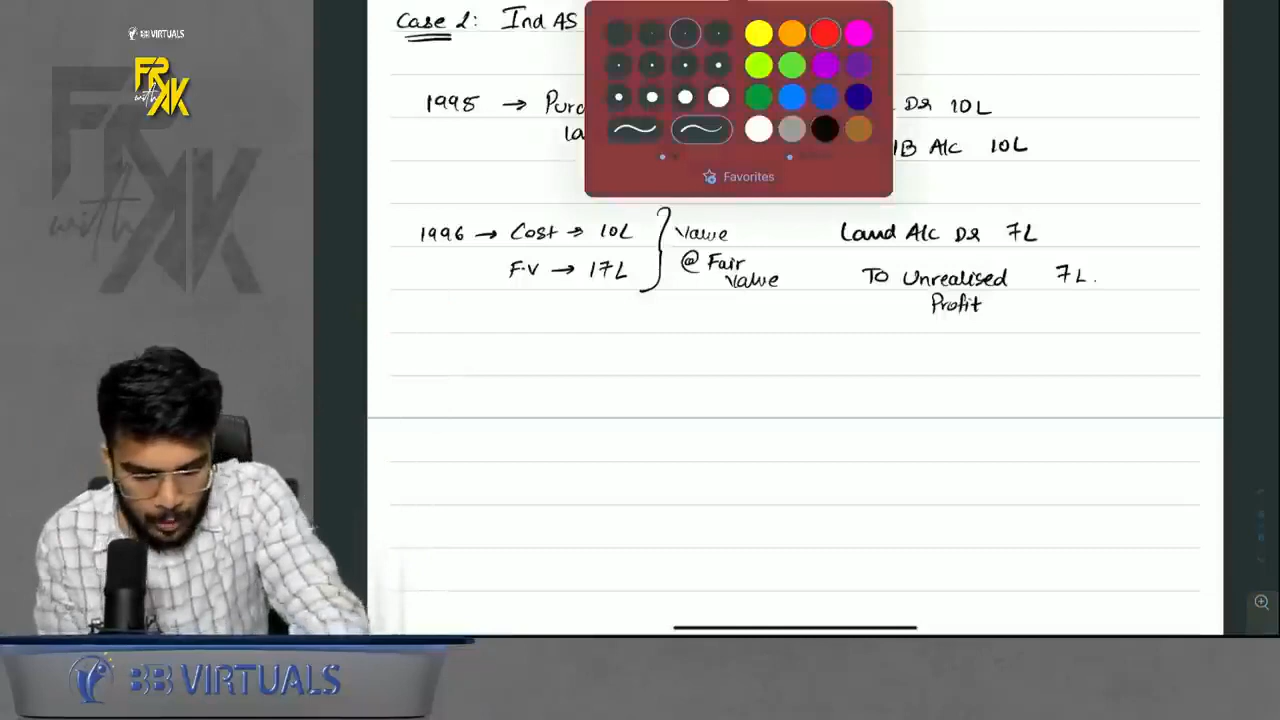 BB VIRTUALS
FR
with
KK
Case 2: Ind AS
1995 → Purc
La
Dr 10L
IB A/c 10L
Favorites
1996 → Cost → 10L
F.V → 17L
Value
@ Fair
Value
Land A/c Dr 7L
To Unrealised 7L.
Profit
BB VIRTUALS